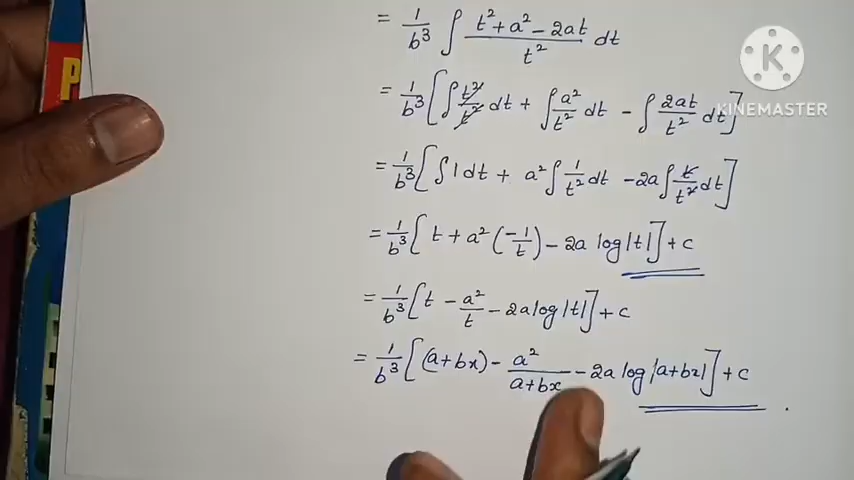 = 1/b³ ∫ (t² + a² − 2at)/t² dt
= 1/b³ [∫ t²/t² dt + ∫ a²/t² dt − ∫ 2at/t² dt]
= 1/b³ [∫ 1 dt + a² ∫ 1/t² dt − 2a ∫ t/t² dt]
= 1/b³ [t + a² (−1/t) − 2a log|t|] + c
= 1/b³ [t − a²/t − 2a log|t|] + c
= 1/b³ [(a+bx) − a²/(a+bx) − 2a log|a+bx|] + c .
K
KINEMASTER
P